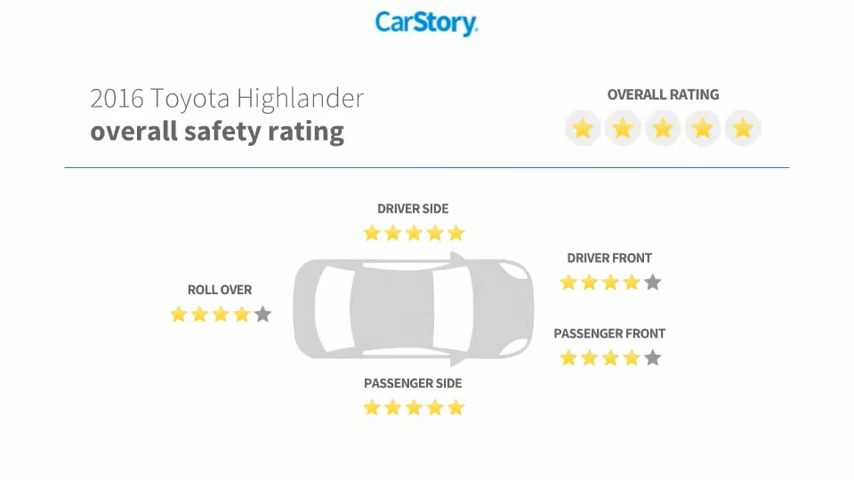 CarStory.
2016 Toyota Highlander
overall safety rating
OVERALL RATING
DRIVER SIDE
DRIVER FRONT
ROLL OVER
PASSENGER FRONT
PASSENGER SIDE